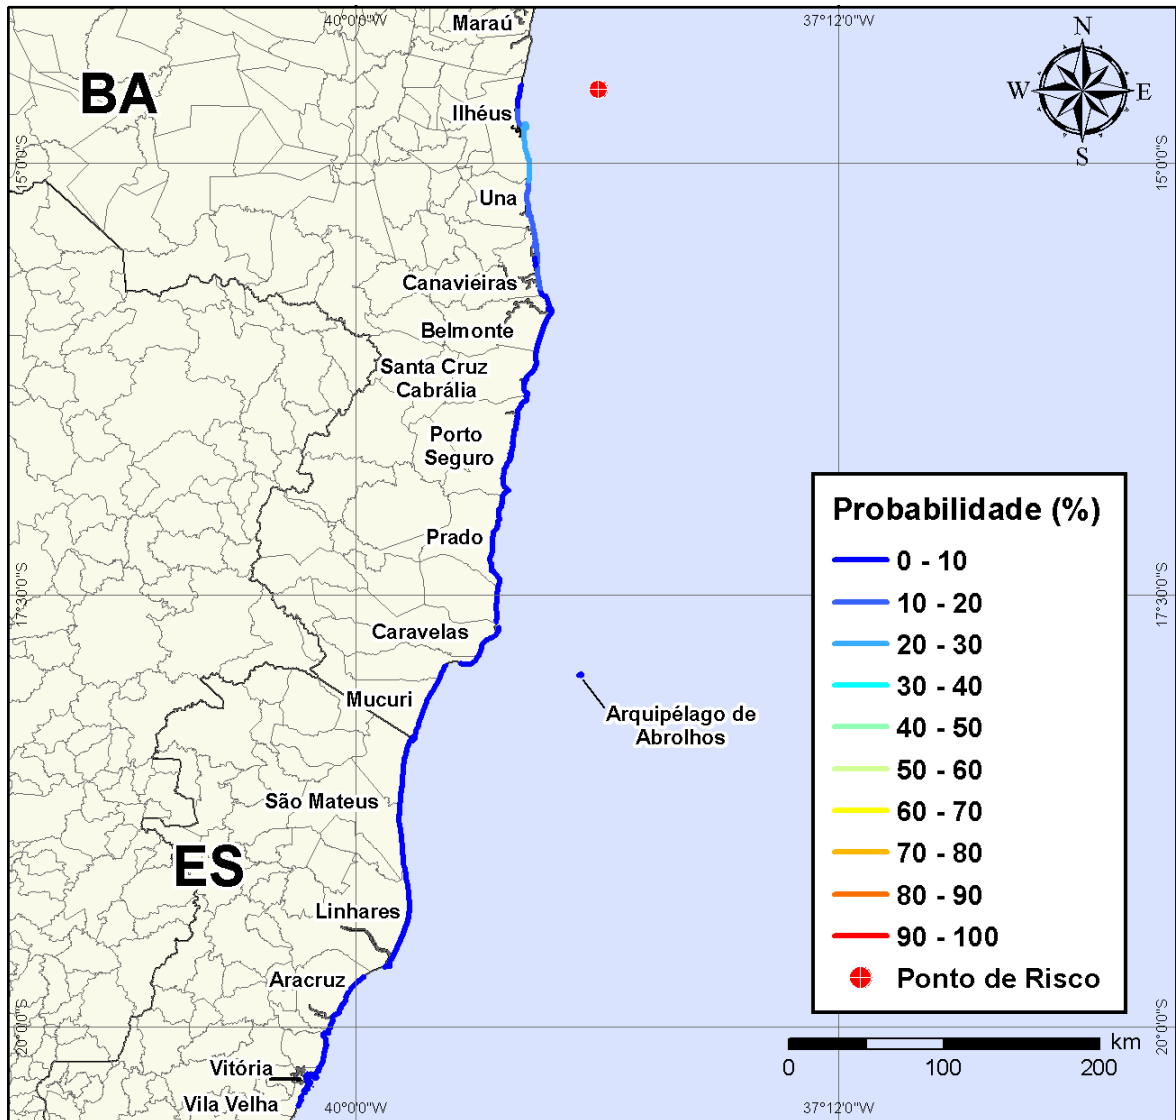 40°0'0"W
37°12'0"W
Maraú
N
BA
W
E
Ilhéus
S
15°0'0"S
15°0'0"S
Una
Canavieiras
Belmonte
Santa Cruz
Cabrália
Porto
Seguro
Prado
17°30'0"S
17°30'0"S
Caravelas
Mucuri
Arquipélago de
Abrolhos
São Mateus
ES
Linhares
Aracruz
20°0'0"S
20°0'0"S
Vitória
Vila Velha
40°0'0"W
37°12'0"W
Probabilidade (%)
0 - 10
10 - 20
20 - 30
30 - 40
40 - 50
50 - 60
60 - 70
70 - 80
80 - 90
90 - 100
Ponto de Risco
km
0 100 200